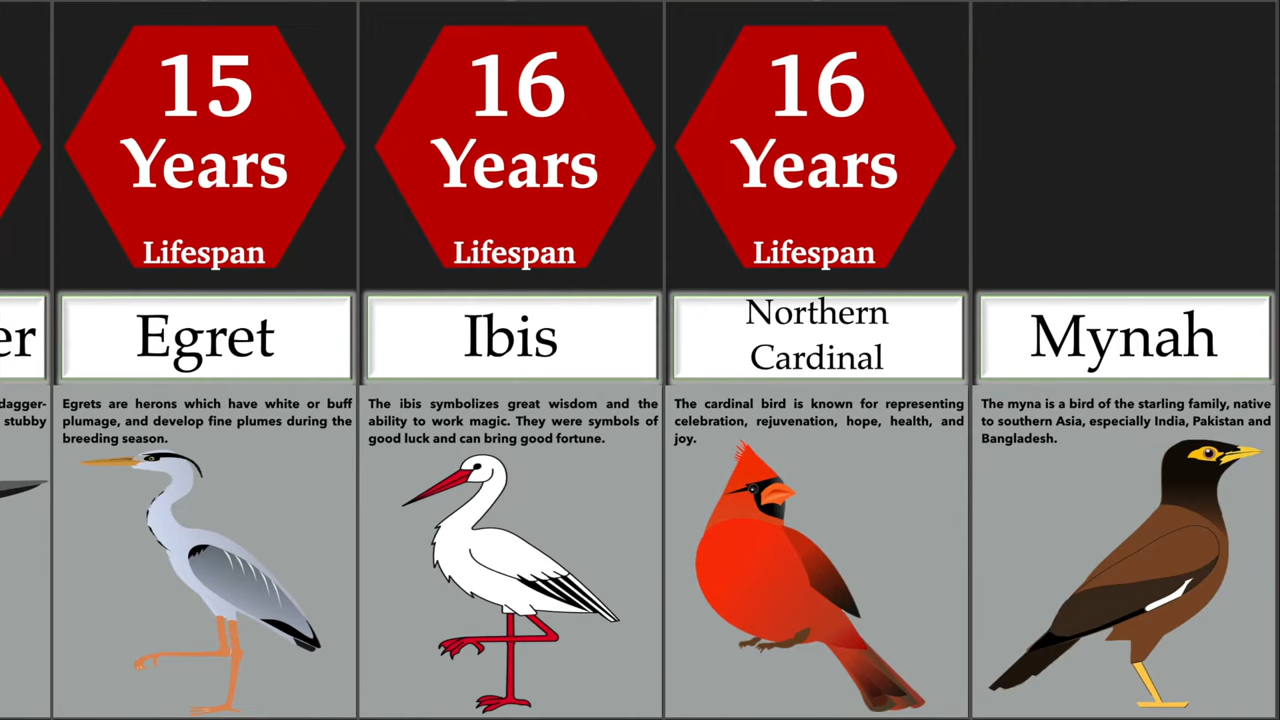 15
Years
Lifespan
16
Years
Lifespan
16
Years
Lifespan
er
Egret
Ibis
Northern
Cardinal
Mynah
dagger-
stubby
Egrets are herons which have white or buff
plumage, and develop fine plumes during the
breeding season.
The ibis symbolizes great wisdom and the
ability to work magic. They were symbols of
good luck and can bring good fortune.
The cardinal bird is known for representing
celebration, rejuvenation, hope, health, and
joy.
The myna is a bird of the starling family, native
to southern Asia, especially India, Pakistan and
Bangladesh.